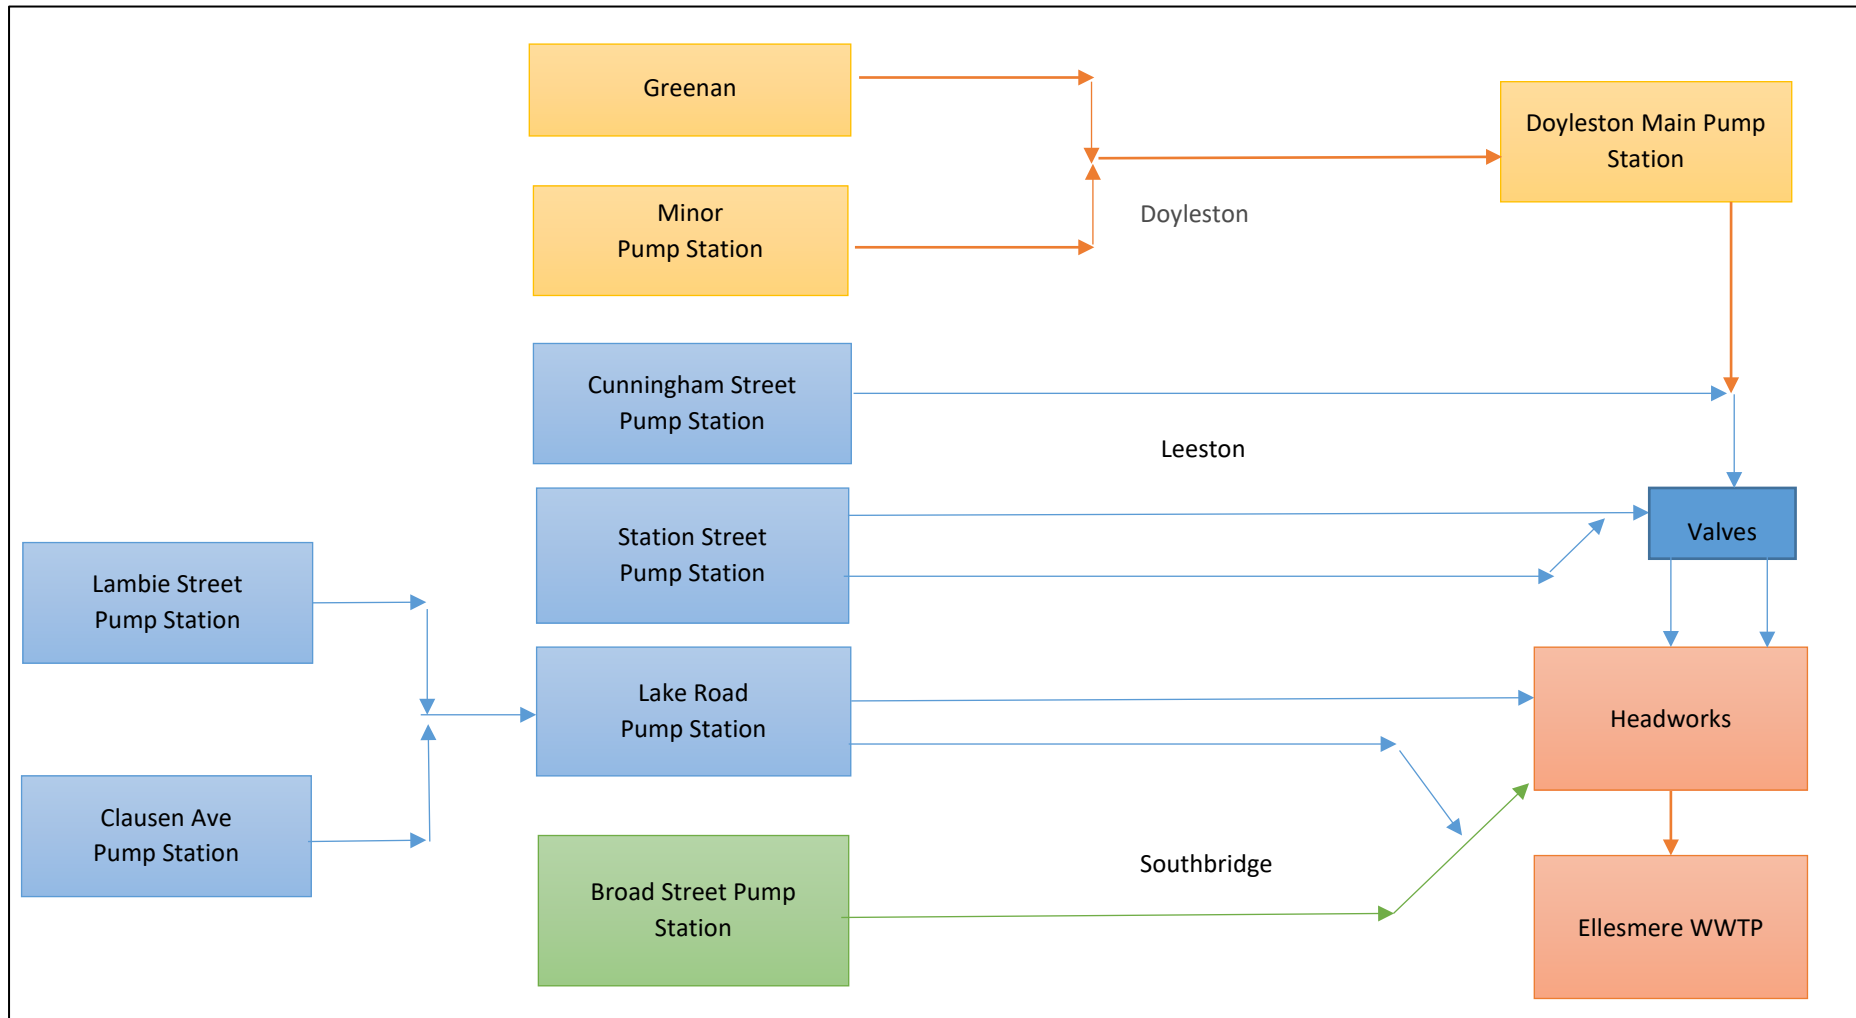 Greenan
Doyleston Main Pump
Station
Minor
Pump Station
Doyleston
Cunningham Street
Pump Station
Leeston
Station Street
Pump Station
Valves
Lambie Street
Pump Station
Lake Road
Pump Station
Headworks
Clausen Ave
Pump Station
Southbridge
Broad Street Pump
Station
Ellesmere WWTP